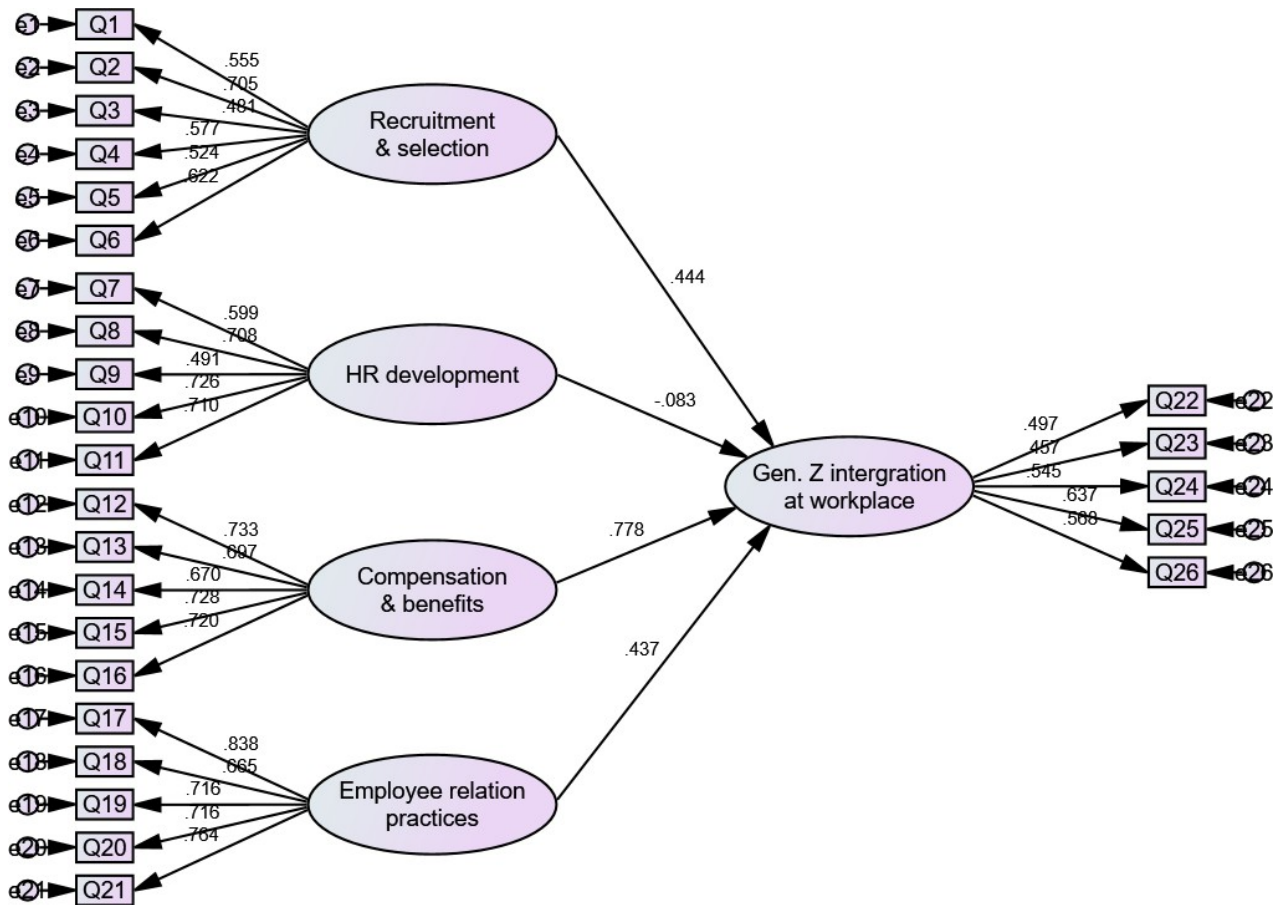 e1 Q1
.555
e2 Q2
.705
e3 Q3
.481
e4 Q4
.577
e5 Q5
.524
e6 Q6
.622
Recruitment
& selection
.444
e7 Q7
.599
e8 Q8
.708
e9 Q9
.491
e10 Q10
.726
e11 Q11
.710
HR development
-.083
e12 Q12
.733
e13 Q13
.697
e14 Q14
.670
e15 Q15
.728
e16 Q16
.720
Compensation
& benefits
.778
e17 Q17
.838
e18 Q18
.665
e19 Q19
.716
e20 Q20
.716
e21 Q21
.764
Employee relation
practices
.437
Gen. Z intergration
at workplace
.497
Q22 e22
.457
Q23 e23
.545
Q24 e24
.637
Q25 e25
.568
Q26 e26